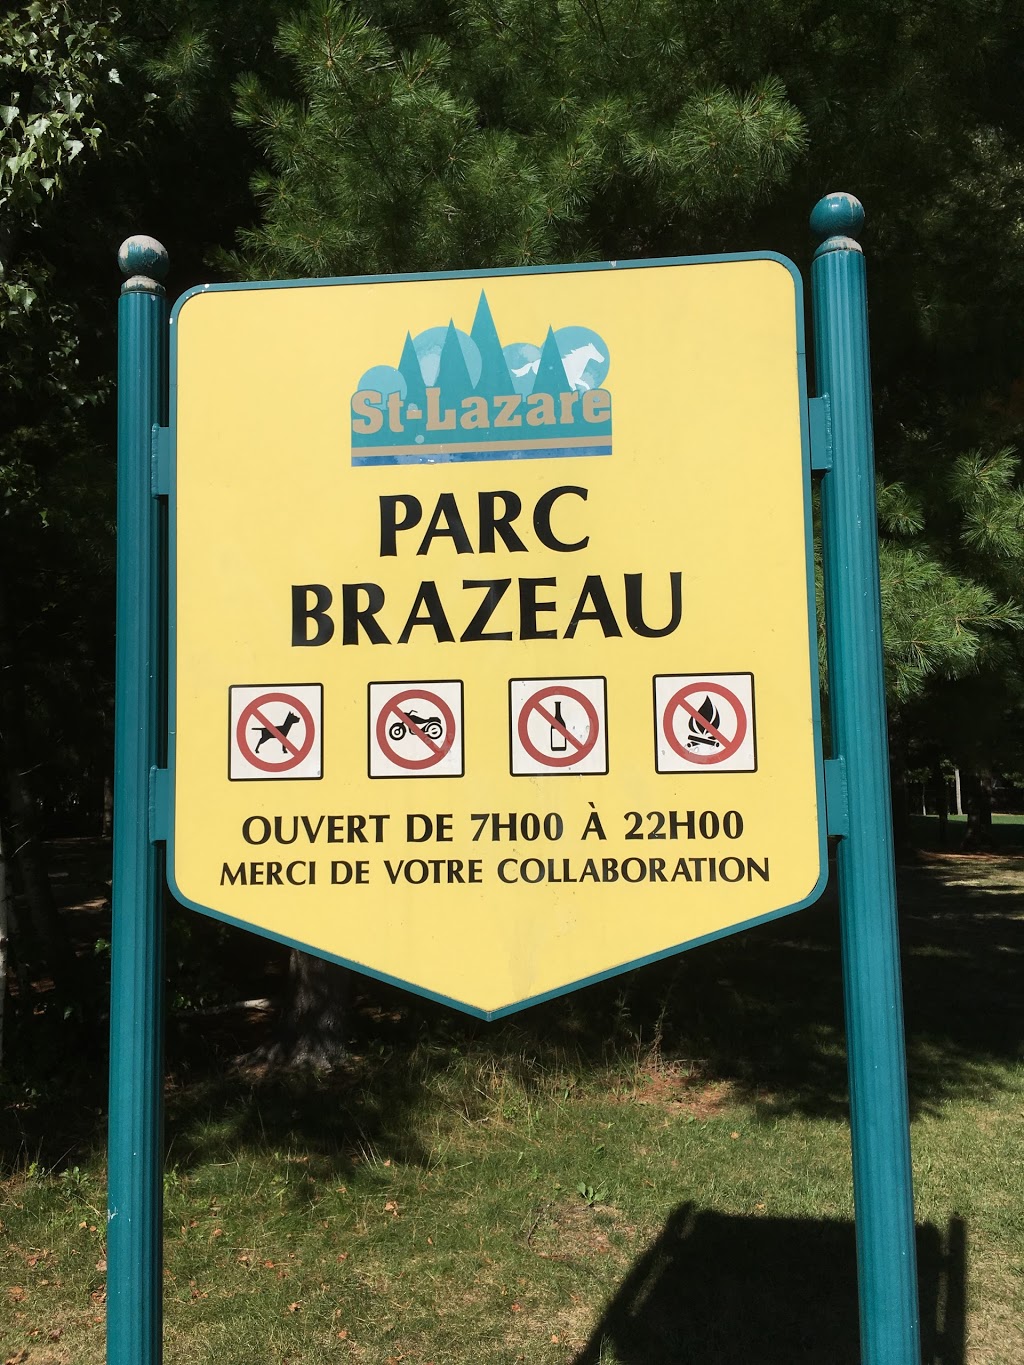 St-Lazare
PARC
BRAZEAU
OUVERT DE 7H00 À 22H00
MERCI DE VOTRE COLLABORATION